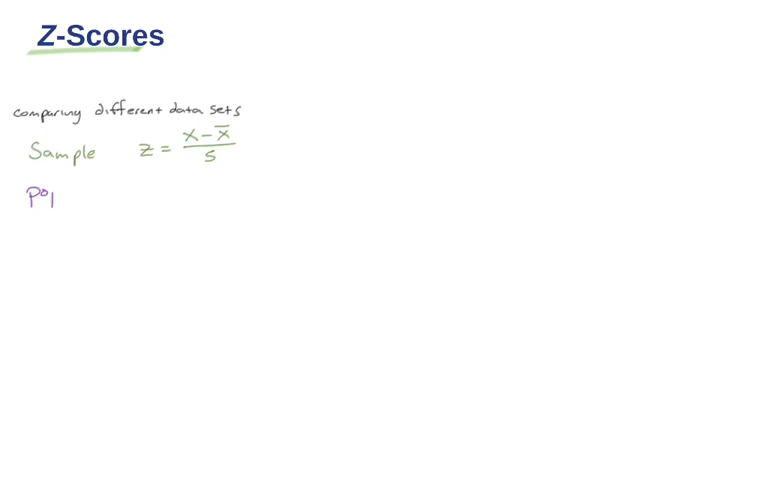 Z-Scores
comparing different data sets
Sample z = (x - x̄) / s
Po